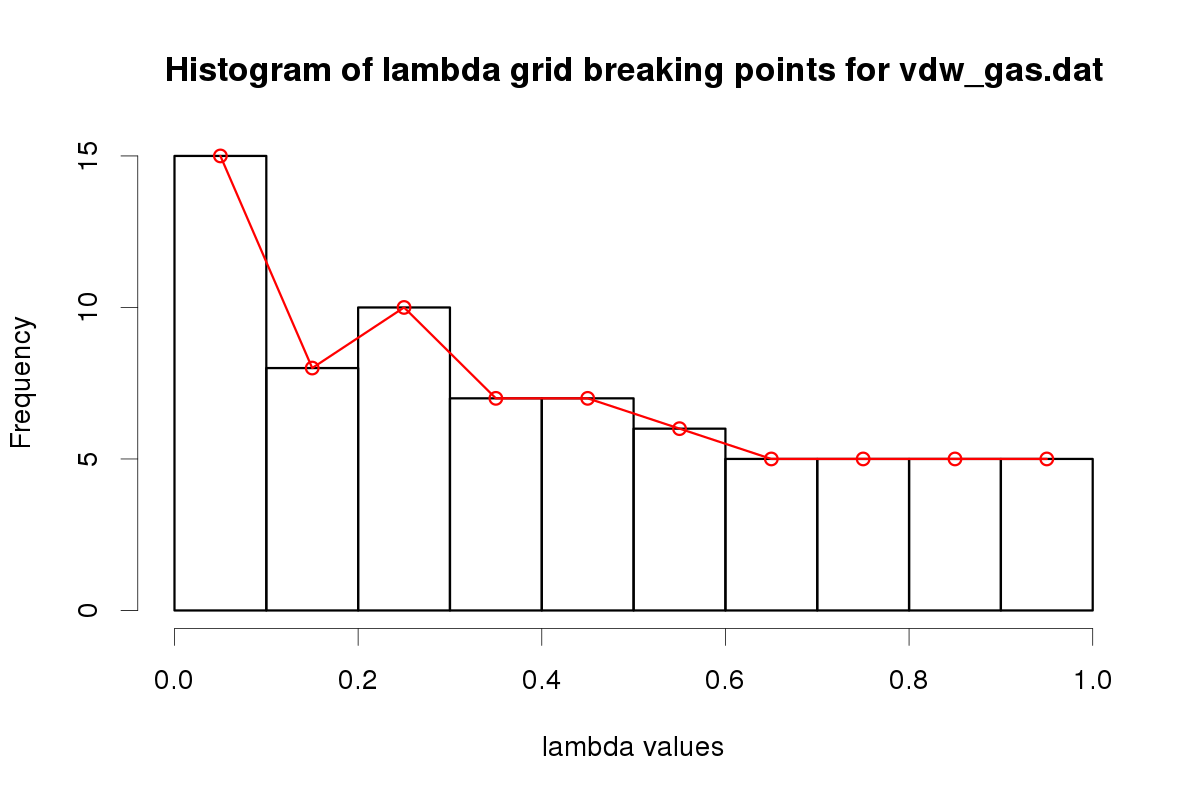 Histogram of lambda grid breaking points for vdw_gas.dat
15
10
5
0
Frequency
0.0 0.2 0.4 0.6 0.8 1.0
lambda values